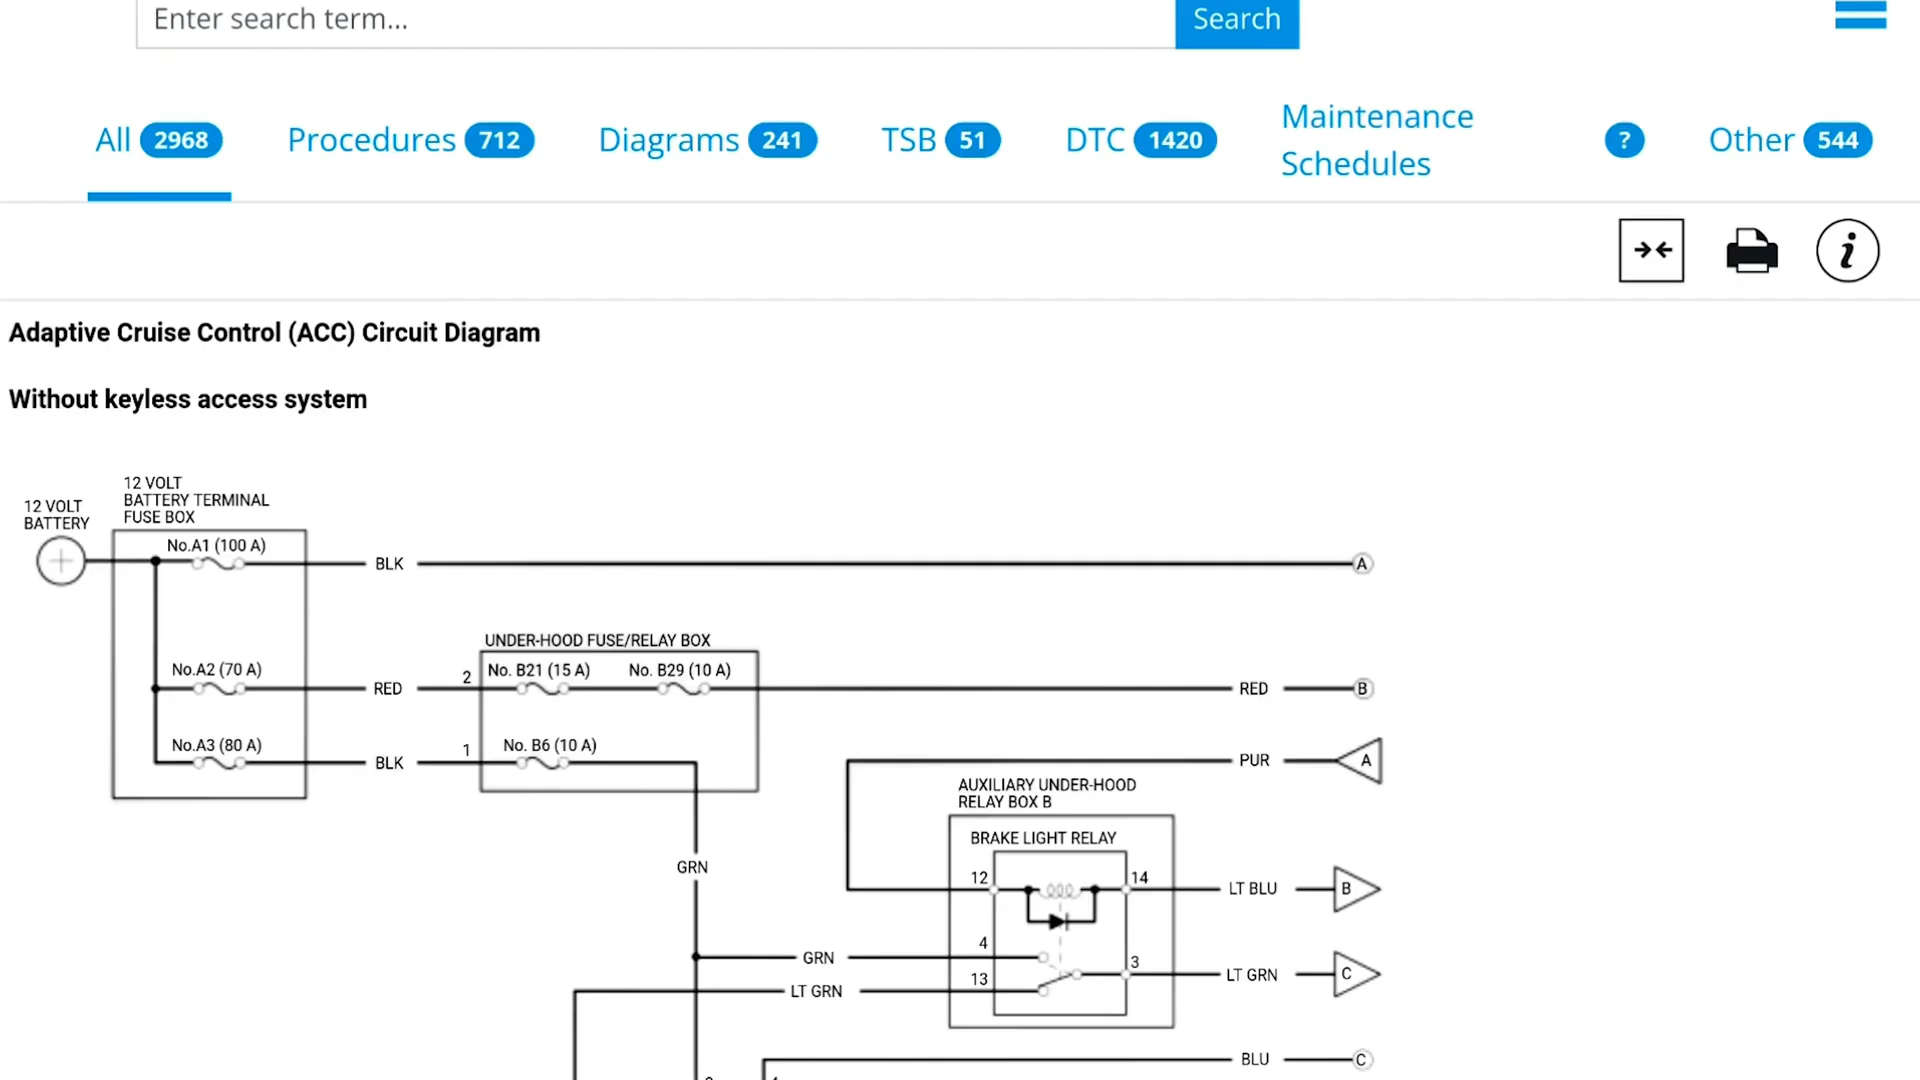 Enter search term...
Search
All 2968
Procedures 712
Diagrams 241
TSB 51
DTC 1420
Maintenance
Schedules
?
Other 544
i
Adaptive Cruise Control (ACC) Circuit Diagram
Without keyless access system
12 VOLT
BATTERY
12 VOLT
BATTERY TERMINAL
FUSE BOX
No.A1 (100 A)
BLK
A
UNDER-HOOD FUSE/RELAY BOX
No.A2 (70 A)
RED
2
No. B21 (15 A)
No. B29 (10 A)
RED
B
No.A3 (80 A)
BLK
1
No. B6 (10 A)
PUR
A
AUXILIARY UNDER-HOOD
RELAY BOX B
BRAKE LIGHT RELAY
GRN
12
14
LT BLU
B
4
GRN
3
13
LT GRN
C
LT GRN
BLU
C